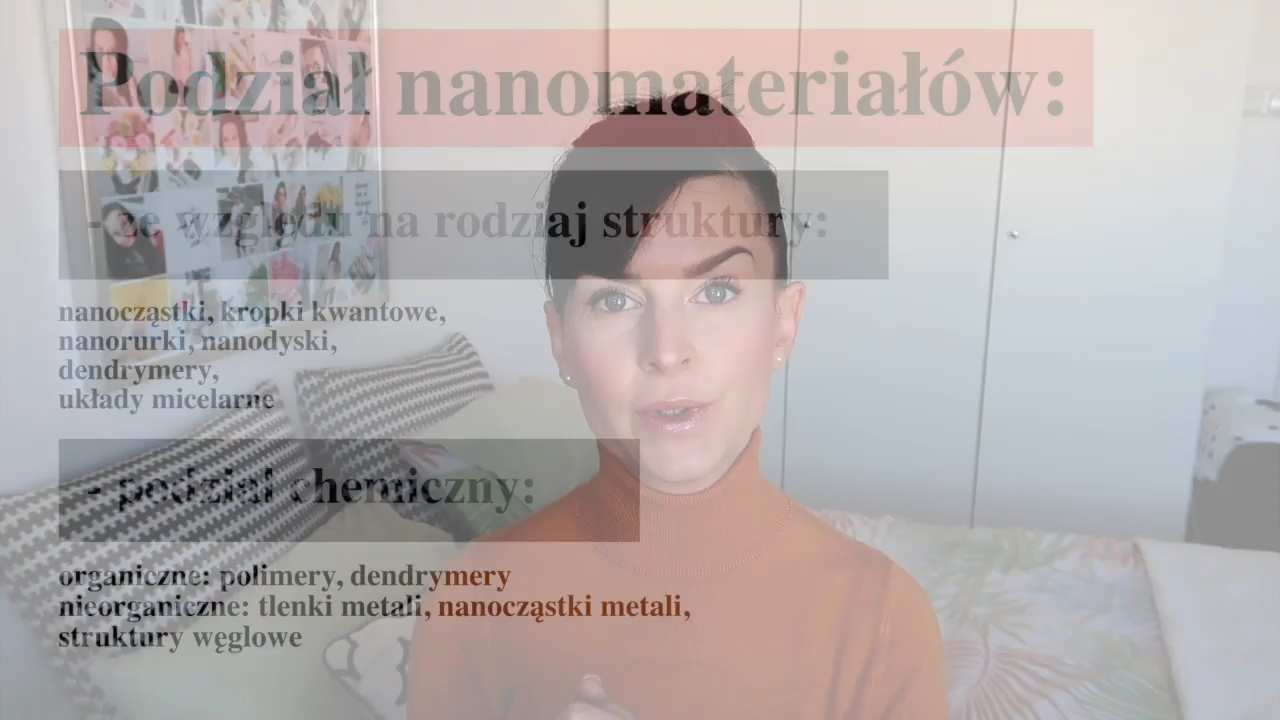 Podział nanomateriałów:
- ze względu na rodziaj struktury:
nanocząstki, kropki kwantowe,
nanorurki, nanodyski,
dendrymery,
układy micelarne
- podział chemiczny:
organiczne: polimery, dendrymery
nieorganiczne: tlenki metali, nanocząstki metali,
struktury węglowe